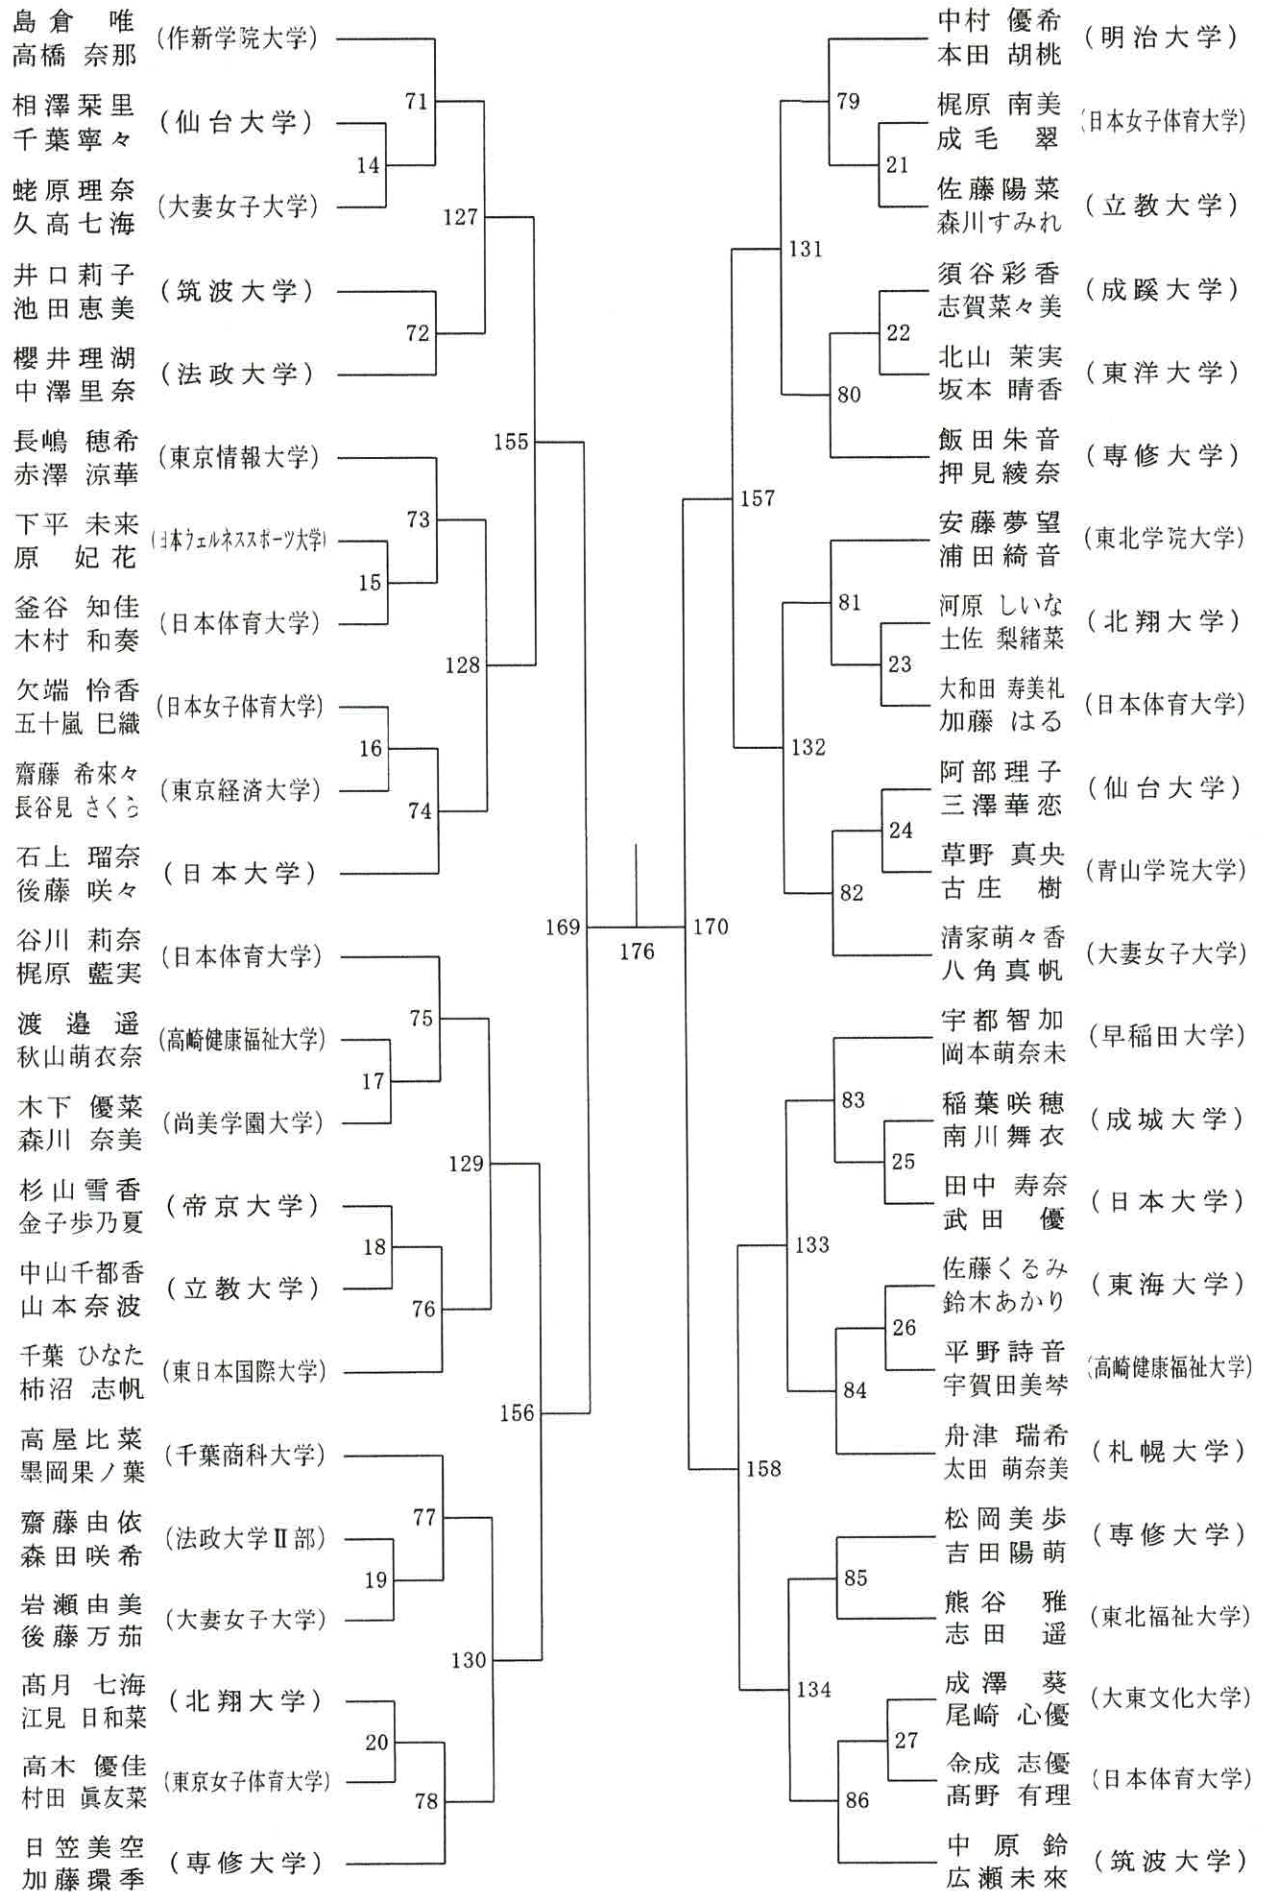 島倉 唯
高橋 奈那
(作新学院大学)
相澤栞里
千葉寧々
(仙台大学)
蛯原理奈
久高七海
(大妻女子大学)
井口莉子
池田恵美
(筑波大学)
櫻井理湖
中澤里奈
(法政大学)
長嶋 穂希
赤澤 涼華
(東京情報大学)
下平 未来
原 妃花
(日本ウェルネススポーツ大学)
釜谷 知佳
木村 和奏
(日本体育大学)
欠端 怜香
五十嵐 巳織
(日本女子体育大学)
齋藤 希來々
長谷見 さくら
(東京経済大学)
石上 瑠奈
後藤 咲々
(日本大学)
谷川 莉奈
梶原 藍実
(日本体育大学)
渡邉遥
秋山萌衣奈
(高崎健康福祉大学)
木下 優菜
森川 奈美
(尚美学園大学)
杉山雪香
金子歩乃夏
(帝京大学)
中山千都香
山本奈波
(立教大学)
千葉 ひなた
柿沼 志帆
(東日本国際大学)
高屋比菜
墨岡果ノ葉
(千葉商科大学)
齋藤由依
森田咲希
(法政大学Ⅱ部)
岩瀬由美
後藤万茄
(大妻女子大学)
髙月 七海
江見 日和菜
(北翔大学)
高木 優佳
村田 眞友菜
(東京女子体育大学)
日笠美空
加藤環季
(専修大学)
71
14
127
72
155
73
15
128
16
74
169
75
17
129
18
76
156
77
19
130
20
78
176
170
79
21
131
22
80
157
81
23
132
24
82
83
25
133
26
84
158
85
134
27
86
中村 優希
本田 胡桃
(明治大学)
梶原 南美
成毛 翠
(日本女子体育大学)
佐藤陽菜
森川すみれ
(立教大学)
須谷彩香
志賀菜々美
(成蹊大学)
北山 茉実
坂本 晴香
(東洋大学)
飯田朱音
押見綾奈
(専修大学)
安藤夢望
浦田綺音
(東北学院大学)
河原 しいな
土佐 梨緒菜
(北翔大学)
大和田 寿美礼
加藤 はる
(日本体育大学)
阿部理子
三澤華恋
(仙台大学)
草野 真央
古庄 樹
(青山学院大学)
清家萌々香
八角真帆
(大妻女子大学)
宇都智加
岡本萌奈未
(早稲田大学)
稲葉咲穂
南川舞衣
(成城大学)
田中 寿奈
武田 優
(日本大学)
佐藤くるみ
鈴木あかり
(東海大学)
平野詩音
宇賀田美琴
(高崎健康福祉大学)
舟津 瑞希
太田 萌奈美
(札幌大学)
松岡美歩
吉田陽萌
(専修大学)
熊谷 雅
志田 遥
(東北福祉大学)
成澤 葵
尾崎 心優
(大東文化大学)
金成 志優
髙野 有理
(日本体育大学)
中原鈴
広瀬未來
(筑波大学)